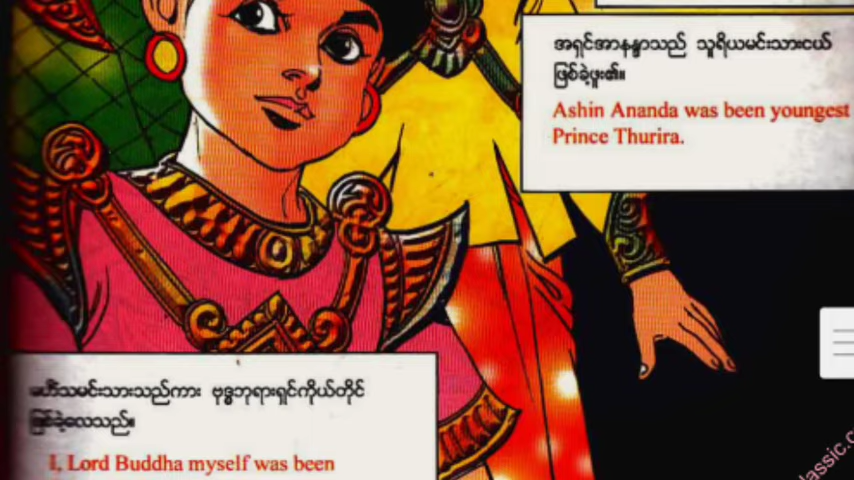 အရှင်အာနန္ဒာသည် သူရိယမင်းသားငယ်
ဖြစ်ခဲ့ဖူး၏။
Ashin Ananda was been youngest
Prince Thurira.
မဟိံသမင်းသားသည်ကား ဗုဒ္ဓဘုရားရှင်ကိုယ်တိုင်
ဖြစ်ခဲ့လေသည်။
I, Lord Buddha myself was been